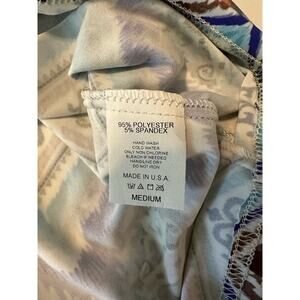 95% POLYESTER
5% SPANDEX
HAND WASH
COLD WATER
ONLY NON CHLORINE
BLEACH IF NEEDED
HANG/LINE DRY
DO NOT IRON
MADE IN U.S.A.
MEDIUM